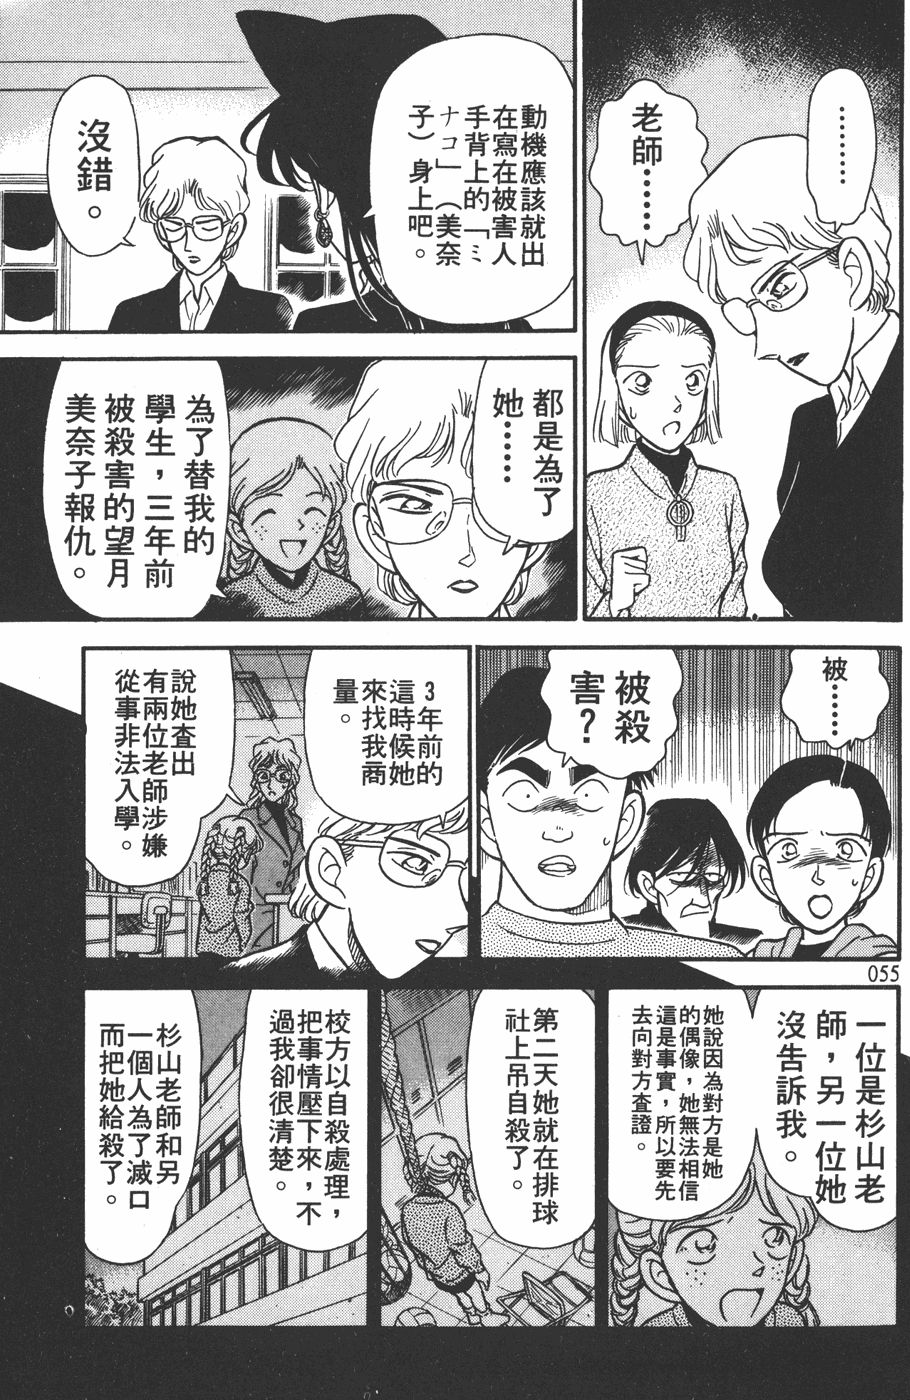 ………
老師……
動機應該就出
在寫在被害人
手背上的「ミ
ナコ」（美奈
子）身上吧。
沒錯。
都是為了
她……
為了替我的
學生，三年前
被殺害的望月
美奈子報仇。
被……
被殺
害？
3年前的
這時候她
來找我商
量。
說她查出
有兩位老師涉嫌
從事非法入學。
055
一位是杉山老
師，另一位她
沒告訴我。
她說因為對方是她
的偶像，她無法相信
這是事實，所以要先
去向對方查證。
第二天她就在排球
社上吊自殺了。
校方以自殺處理，
把事情壓下來，不
過我卻很清楚。
杉山老師和另
一個人為了滅口
而把她給殺了。